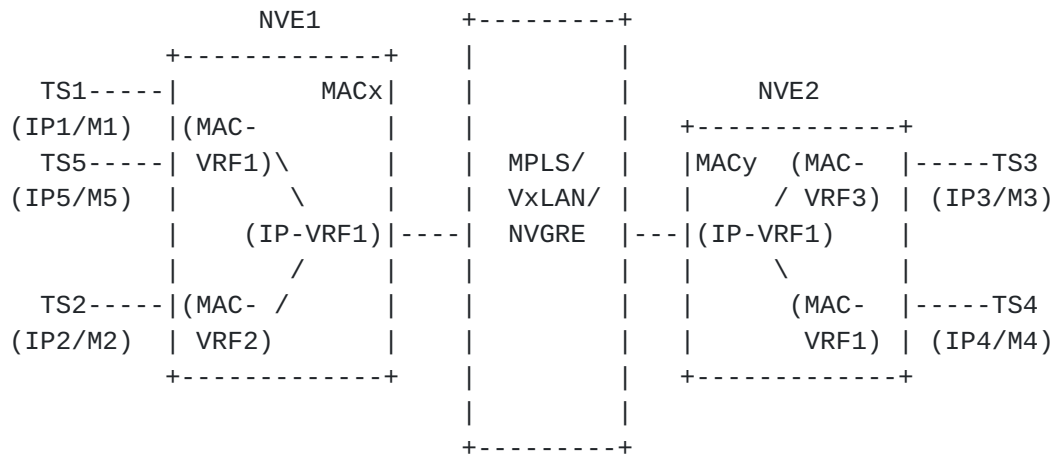 NVE1                     +---------+
           +-------------+        |         |
  TS1-----|         MACx|        |         |        NVE2
(IP1/M1)  |(MAC-        |        |         |   +-------------+
  TS5-----| VRF1)\      |        |  MPLS/  |   |MACy  (MAC-  |-----TS3
(IP5/M5)  |       \     |        |  VxLAN/ |   |     / VRF3) | (IP3/M3)
          |    (IP-VRF1)|----|  NVGRE  |---|(IP-VRF1)    |
          |       /     |        |         |   |     \       |
  TS2-----|(MAC- /      |        |         |   |      (MAC-  |-----TS4
(IP2/M2)  | VRF2)       |        |         |   |       VRF1) | (IP4/M4)
           +-------------+        |         |   +-------------+
                                  |         |
                                  +---------+